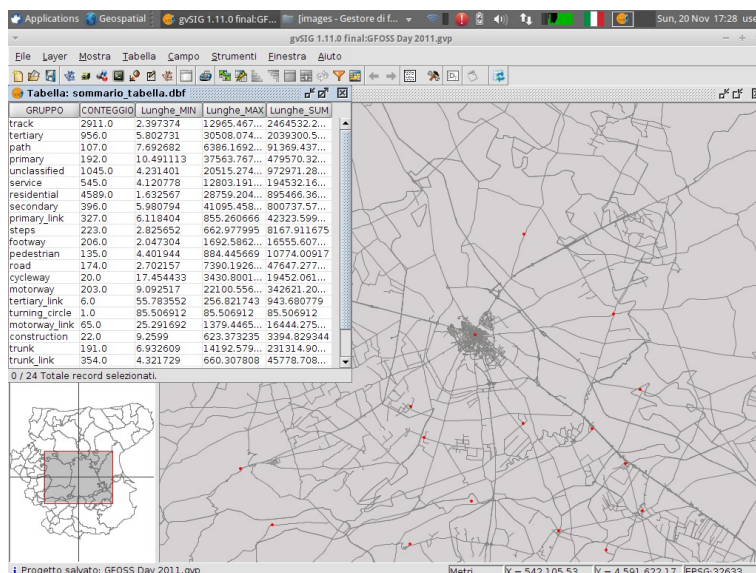 Applications Geospatial gvSIG 1.11.0 final:GF... [images - Gestore di f... Sun, 20 Nov 17:28 use
gvSIG 1.11.0 final:GFOSS Day 2011.gvp
File Layer Mostra Tabella Campo Strumenti Finestra Aiuto
Tabella: sommario_tabella.dbf
GRUPPO CONTEGGIO Lunghe_MIN Lunghe_MAX Lunghe_SUM
track 2911.0 2.397374 12965.467... 2464532.2...
tertiary 956.0 5.802731 30508.074... 2039300.5...
path 107.0 7.692682 6386.1692... 91369.437...
primary 192.0 10.491113 37563.767... 479570.32...
unclassified 1045.0 4.231401 20515.274... 972971.28...
service 545.0 4.120778 12803.191... 194532.16...
residential 4589.0 1.632567 28759.204... 895466.36...
secondary 396.0 5.980794 41095.458... 800737.57...
primary_link 327.0 6.118404 855.260666 42323.599...
steps 223.0 2.825652 662.977995 8167.911675
footway 206.0 2.047304 1692.5862... 16555.607...
pedestrian 135.0 4.401944 884.445669 10774.00917
road 174.0 2.702157 7390.1926... 47647.277...
cycleway 20.0 17.454433 3430.8001... 19452.061...
motorway 203.0 9.092517 22100.556... 342621.20...
tertiary_link 6.0 55.783552 256.821743 943.680779
turning_circle 1.0 85.506912 85.506912 85.506912
motorway_link 65.0 25.291692 1379.4465... 16444.275...
construction 22.0 9.2599 623.373235 3394.829344
trunk 191.0 6.932609 14192.579... 231314.90...
trunk_link 354.0 4.321729 660.307808 45778.708...
0 / 24 Totale record selezionati.
Progetto salvato: GFOSS Day 2011.gvp Metri X = 542.105,53 Y = 4.591.622,17 EPSG:32633